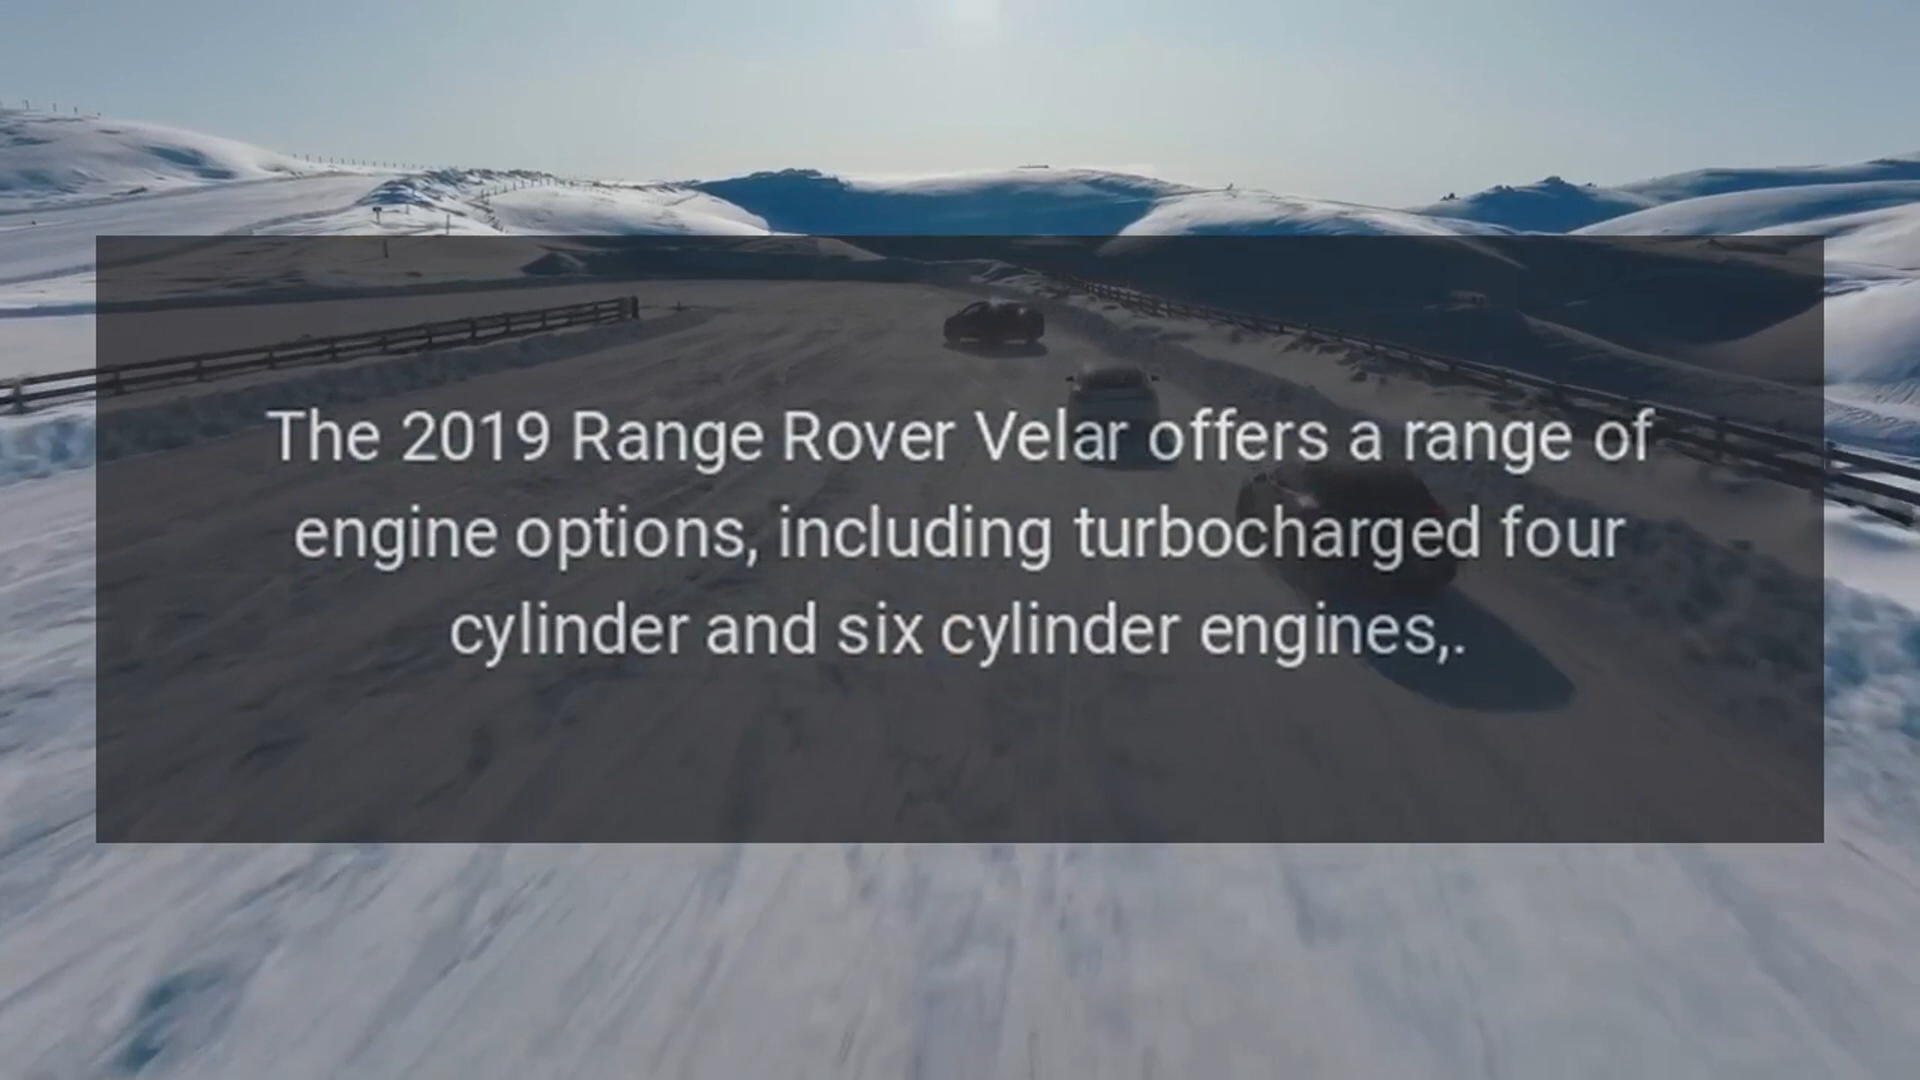 The 2019 Range Rover Velar offers a range of
engine options, including turbocharged four
cylinder and six cylinder engines,.